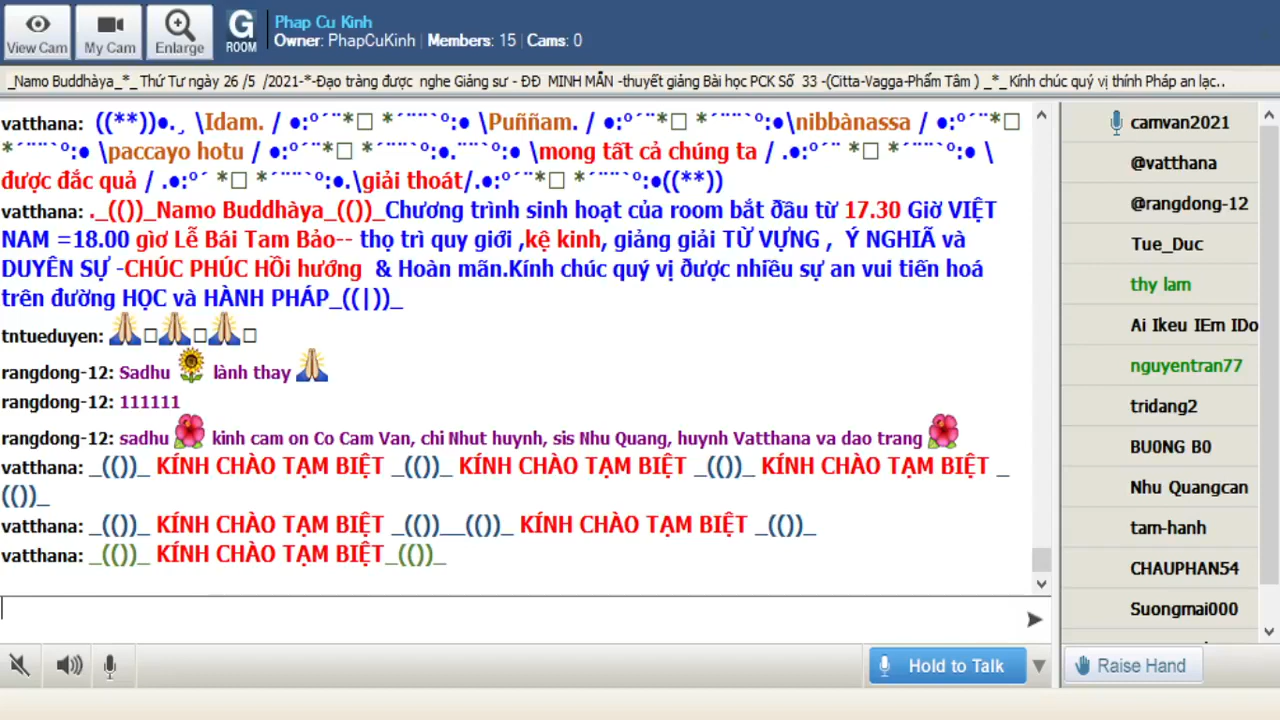 View Cam
My Cam
Enlarge
G
ROOM
Phap Cu Kinh
Owner: PhapCuKinh | Members: 15 | Cams: 0
_Namo Buddhàya_*_ Thứ Tư ngày 26 /5 /2021-*-Đạo tràng được nghe Giảng sư - ĐĐ MINH MẪN -thuyết giảng Bài học PCK Số 33 -(Citta-Vagga-Phẩm Tâm ) _*_ Kính chúc quý vị thính Pháp an lạc..
vatthana: ((**))●.¸ \Idam. / ●:º´¨*□ *´¨¨`º:● \Puññam. / ●:º´¨*□ *´¨¨`º:●\nibbànassa / ●:º´¨*□
*´¨¨`º:● \paccayo hotu / ●:º´¨*□ *´¨¨`º:●.¨¨`º:● \mong tất cả chúng ta / .●:º´¨ *□ *´¨¨`º:● \
được đắc quả / .●:º´ *□ *´¨¨`º:●.\giải thoát/.●:º´¨*□ *´¨¨`º:●((**))
vatthana: ._(())_Namo Buddhàya_(())_Chương trình sinh hoạt của room bắt đầu từ 17.30 Giờ VIỆT
NAM =18.00 giơ Lễ Bái Tam Bảo-- thọ trì quy giới ,kệ kinh, giảng giải TỪ VỰNG , Ý NGHIÃ và
DUYÊN SỰ -CHÚC PHÚC HỒi hướng & Hoàn mãn.Kính chúc quý vị được nhiều sự an vui tiến hoá
trên đường HỌC và HÀNH PHÁP_((|))_
tntueduyen: 🙏□🙏□🙏□
rangdong-12: Sadhu 🌻 lành thay 🙏
rangdong-12: 111111
rangdong-12: sadhu 🌺 kinh cam on Co Cam Van, chi Nhut huynh, sis Nhu Quang, huynh Vatthana va dao trang 🌺
vatthana: _(())_ KÍNH CHÀO TẠM BIỆT _(())_ KÍNH CHÀO TẠM BIỆT _(())_ KÍNH CHÀO TẠM BIỆT _
(())_
vatthana: _(())_ KÍNH CHÀO TẠM BIỆT _(())__(())_ KÍNH CHÀO TẠM BIỆT _(())_
vatthana: _(())_ KÍNH CHÀO TẠM BIỆT_(())_
camvan2021
@vatthana
@rangdong-12
Tue_Duc
thy lam
Ai Ikeu IEm IDo
nguyentran77
tridang2
BU0NG B0
Nhu Quangcan
tam-hanh
CHAUPHAN54
Suongmai000
Hold to Talk
Raise Hand